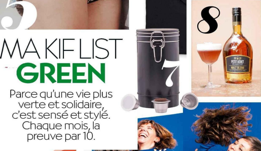 5
8
MA KIF LIST
GREEN
7
Parce qu'une vie plus
verte et solidaire,
c'est sensé et stylé.
Chaque mois, la
preuve par 10.